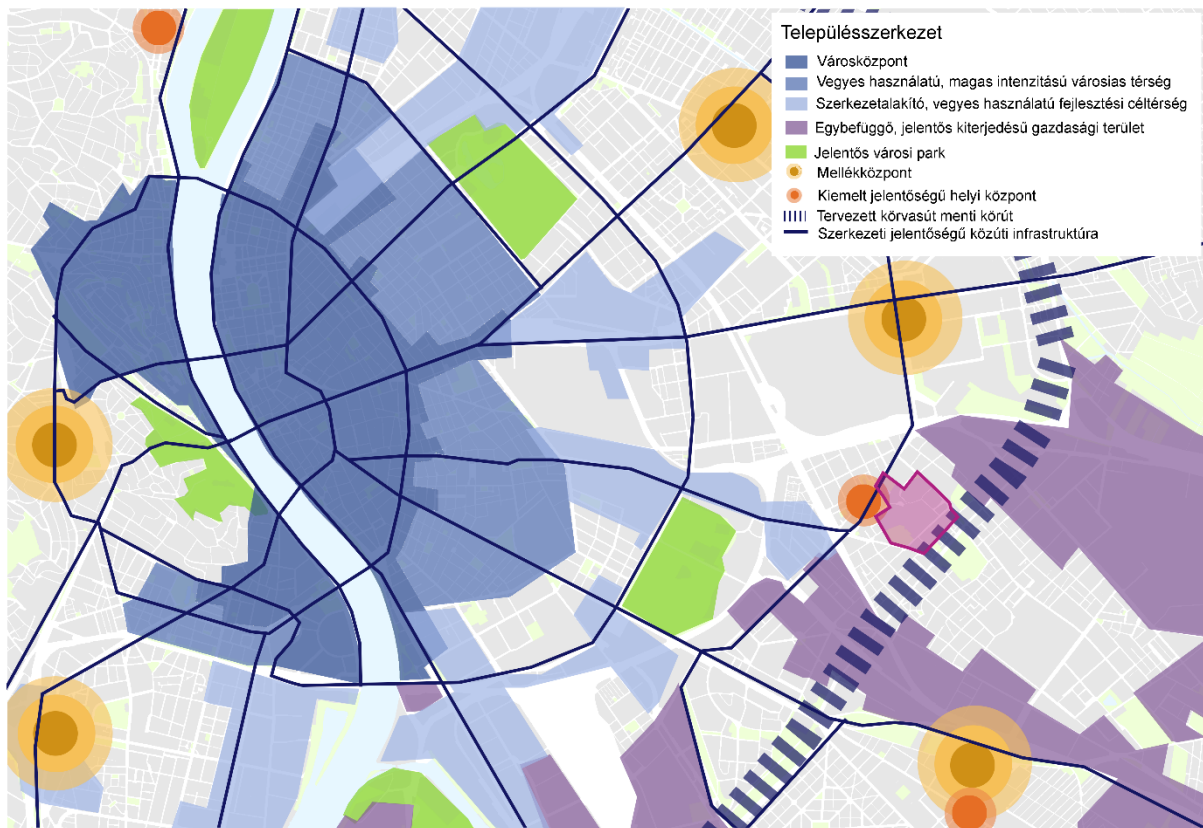 Településszerkezet
Városközpont
Vegyes használatú, magas intenzitású városias térség
Szerkezetalakító, vegyes használatú fejlesztési céltérség
Egybefüggő, jelentős kiterjedésű gazdasági terület
Jelentős városi park
Mellékközpont
Kiemelt jelentőségű helyi központ
Tervezett körvasút menti körút
Szerkezeti jelentőségű közúti infrastruktúra